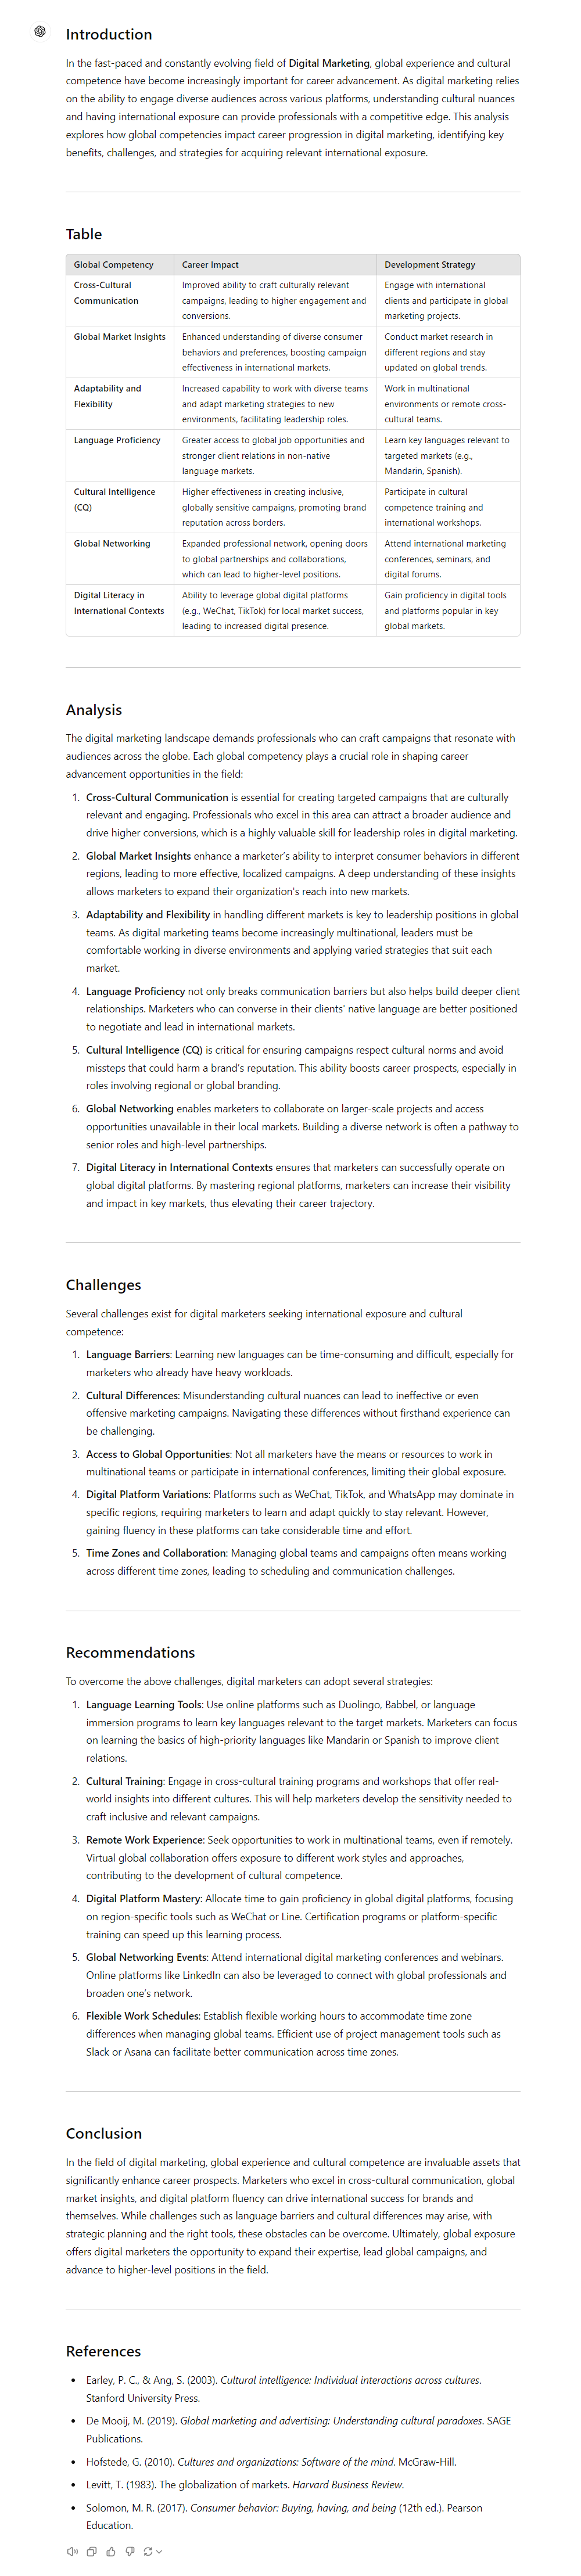 Introduction
In the fast-paced and constantly evolving field of Digital Marketing, global experience and cultural
competence have become increasingly important for career advancement. As digital marketing relies
on the ability to engage diverse audiences across various platforms, understanding cultural nuances
and having international exposure can provide professionals with a competitive edge. This analysis
explores how global competencies impact career progression in digital marketing, identifying key
benefits, challenges, and strategies for acquiring relevant international exposure.
Table
Global Competency Career Impact Development Strategy
Cross-Cultural Improved ability to craft culturally relevant Engage with international
Communication campaigns, leading to higher engagement and clients and participate in global
conversions. marketing projects.
Global Market Insights Enhanced understanding of diverse consumer Conduct market research in
behaviors and preferences, boosting campaign different regions and stay
effectiveness in international markets. updated on global trends.
Adaptability and Increased capability to work with diverse teams Work in multinational
Flexibility and adapt marketing strategies to new environments or remote cross-
environments, facilitating leadership roles. cultural teams.
Language Proficiency Greater access to global job opportunities and Learn key languages relevant to
stronger client relations in non-native targeted markets (e.g.,
language markets. Mandarin, Spanish).
Cultural Intelligence Higher effectiveness in creating inclusive, Participate in cultural
(CQ) globally sensitive campaigns, promoting brand competence training and
reputation across borders. international workshops.
Global Networking Expanded professional network, opening doors Attend international marketing
to global partnerships and collaborations, conferences, seminars, and
which can lead to higher-level positions. digital forums.
Digital Literacy in Ability to leverage global digital platforms Gain proficiency in digital tools
International Contexts (e.g., WeChat, TikTok) for local market success, and platforms popular in key
leading to increased digital presence. global markets.
Analysis
The digital marketing landscape demands professionals who can craft campaigns that resonate with
audiences across the globe. Each global competency plays a crucial role in shaping career
advancement opportunities in the field:
1. Cross-Cultural Communication is essential for creating targeted campaigns that are culturally
relevant and engaging. Professionals who excel in this area can attract a broader audience and
drive higher conversions, which is a highly valuable skill for leadership roles in digital marketing.
2. Global Market Insights enhance a marketer's ability to interpret consumer behaviors in different
regions, leading to more effective, localized campaigns. A deep understanding of these insights
allows marketers to expand their organization's reach into new markets.
3. Adaptability and Flexibility in handling different markets is key to leadership positions in global
teams. As digital marketing teams become increasingly multinational, leaders must be
comfortable working in diverse environments and applying varied strategies that suit each
market.
4. Language Proficiency not only breaks communication barriers but also helps build deeper client
relationships. Marketers who can converse in their clients' native language are better positioned
to negotiate and lead in international markets.
5. Cultural Intelligence (CQ) is critical for ensuring campaigns respect cultural norms and avoid
missteps that could harm a brand's reputation. This ability boosts career prospects, especially in
roles involving regional or global branding.
6. Global Networking enables marketers to collaborate on larger-scale projects and access
opportunities unavailable in their local markets. Building a diverse network is often a pathway to
senior roles and high-level partnerships.
7. Digital Literacy in International Contexts ensures that marketers can successfully operate on
global digital platforms. By mastering regional platforms, marketers can increase their visibility
and impact in key markets, thus elevating their career trajectory.
Challenges
Several challenges exist for digital marketers seeking international exposure and cultural
competence:
1. Language Barriers: Learning new languages can be time-consuming and difficult, especially for
marketers who already have heavy workloads.
2. Cultural Differences: Misunderstanding cultural nuances can lead to ineffective or even
offensive marketing campaigns. Navigating these differences without firsthand experience can
be challenging.
3. Access to Global Opportunities: Not all marketers have the means or resources to work in
multinational teams or participate in international conferences, limiting their global exposure.
4. Digital Platform Variations: Platforms such as WeChat, TikTok, and WhatsApp may dominate in
specific regions, requiring marketers to learn and adapt quickly to stay relevant. However,
gaining fluency in these platforms can take considerable time and effort.
5. Time Zones and Collaboration: Managing global teams and campaigns often means working
across different time zones, leading to scheduling and communication challenges.
Recommendations
To overcome the above challenges, digital marketers can adopt several strategies:
1. Language Learning Tools: Use online platforms such as Duolingo, Babbel, or language
immersion programs to learn key languages relevant to the target markets. Marketers can focus
on learning the basics of high-priority languages like Mandarin or Spanish to improve client
relations.
2. Cultural Training: Engage in cross-cultural training programs and workshops that offer real-
world insights into different cultures. This will help marketers develop the sensitivity needed to
craft inclusive and relevant campaigns.
3. Remote Work Experience: Seek opportunities to work in multinational teams, even if remotely.
Virtual global collaboration offers exposure to different work styles and approaches,
contributing to the development of cultural competence.
4. Digital Platform Mastery: Allocate time to gain proficiency in global digital platforms, focusing
on region-specific tools such as WeChat or Line. Certification programs or platform-specific
training can speed up this learning process.
5. Global Networking Events: Attend international digital marketing conferences and webinars.
Online platforms like LinkedIn can also be leveraged to connect with global professionals and
broaden one's network.
6. Flexible Work Schedules: Establish flexible working hours to accommodate time zone
differences when managing global teams. Efficient use of project management tools such as
Slack or Asana can facilitate better communication across time zones.
Conclusion
In the field of digital marketing, global experience and cultural competence are invaluable assets that
significantly enhance career prospects. Marketers who excel in cross-cultural communication, global
market insights, and digital platform fluency can drive international success for brands and
themselves. While challenges such as language barriers and cultural differences may arise, with
strategic planning and the right tools, these obstacles can be overcome. Ultimately, global exposure
offers digital marketers the opportunity to expand their expertise, lead global campaigns, and
advance to higher-level positions in the field.
References
• Earley, P. C., & Ang, S. (2003). Cultural intelligence: Individual interactions across cultures.
Stanford University Press.
• De Mooij, M. (2019). Global marketing and advertising: Understanding cultural paradoxes. SAGE
Publications.
• Hofstede, G. (2010). Cultures and organizations: Software of the mind. McGraw-Hill.
• Levitt, T. (1983). The globalization of markets. Harvard Business Review.
• Solomon, M. R. (2017). Consumer behavior: Buying, having, and being (12th ed.). Pearson
Education.